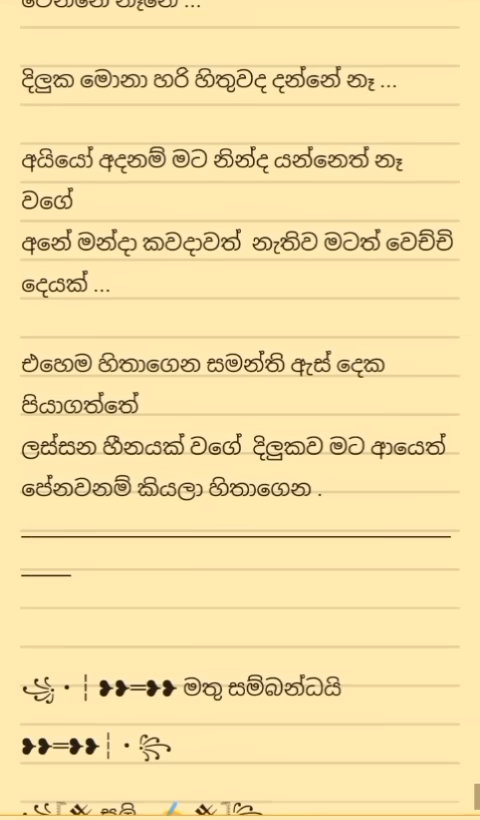 දිලුක මොනා හරි හිතුවද දන්නේ නෑ ...
අයියෝ අදනම් මට නින්ද යන්නෙත් නෑ
වගේ
අනේ මන්දා කවදාවත් නැතිව මටත් වෙච්චි
දෙයක් ...
එහෙම හිතාගෙන සමන්ති ඇස් දෙක
පියාගත්තේ
ලස්සන හීනයක් වගේ දිලුකව මට ආයෙත්
පේනවනම් කියලා හිතාගෙන .
꧁ • ┆ ❥❥═❥❥ මතු සම්බන්ධයි
❥❥═❥❥┆ • ꧂